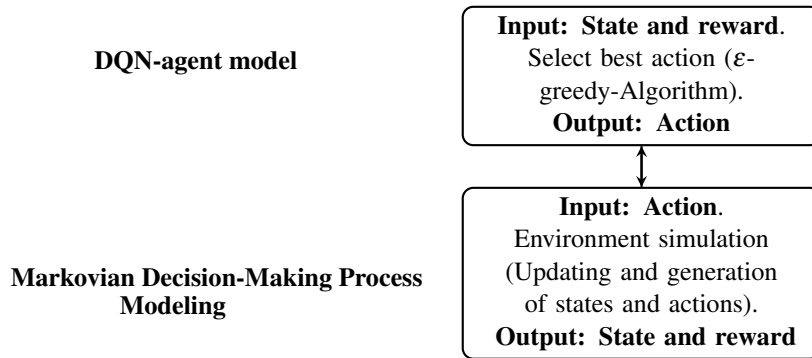 DQN-agent model
Input: State and reward.
Select best action (ε-
greedy-Algorithm).
Output: Action
Markovian Decision-Making Process
Modeling
Input: Action.
Environment simulation
(Updating and generation
of states and actions).
Output: State and reward